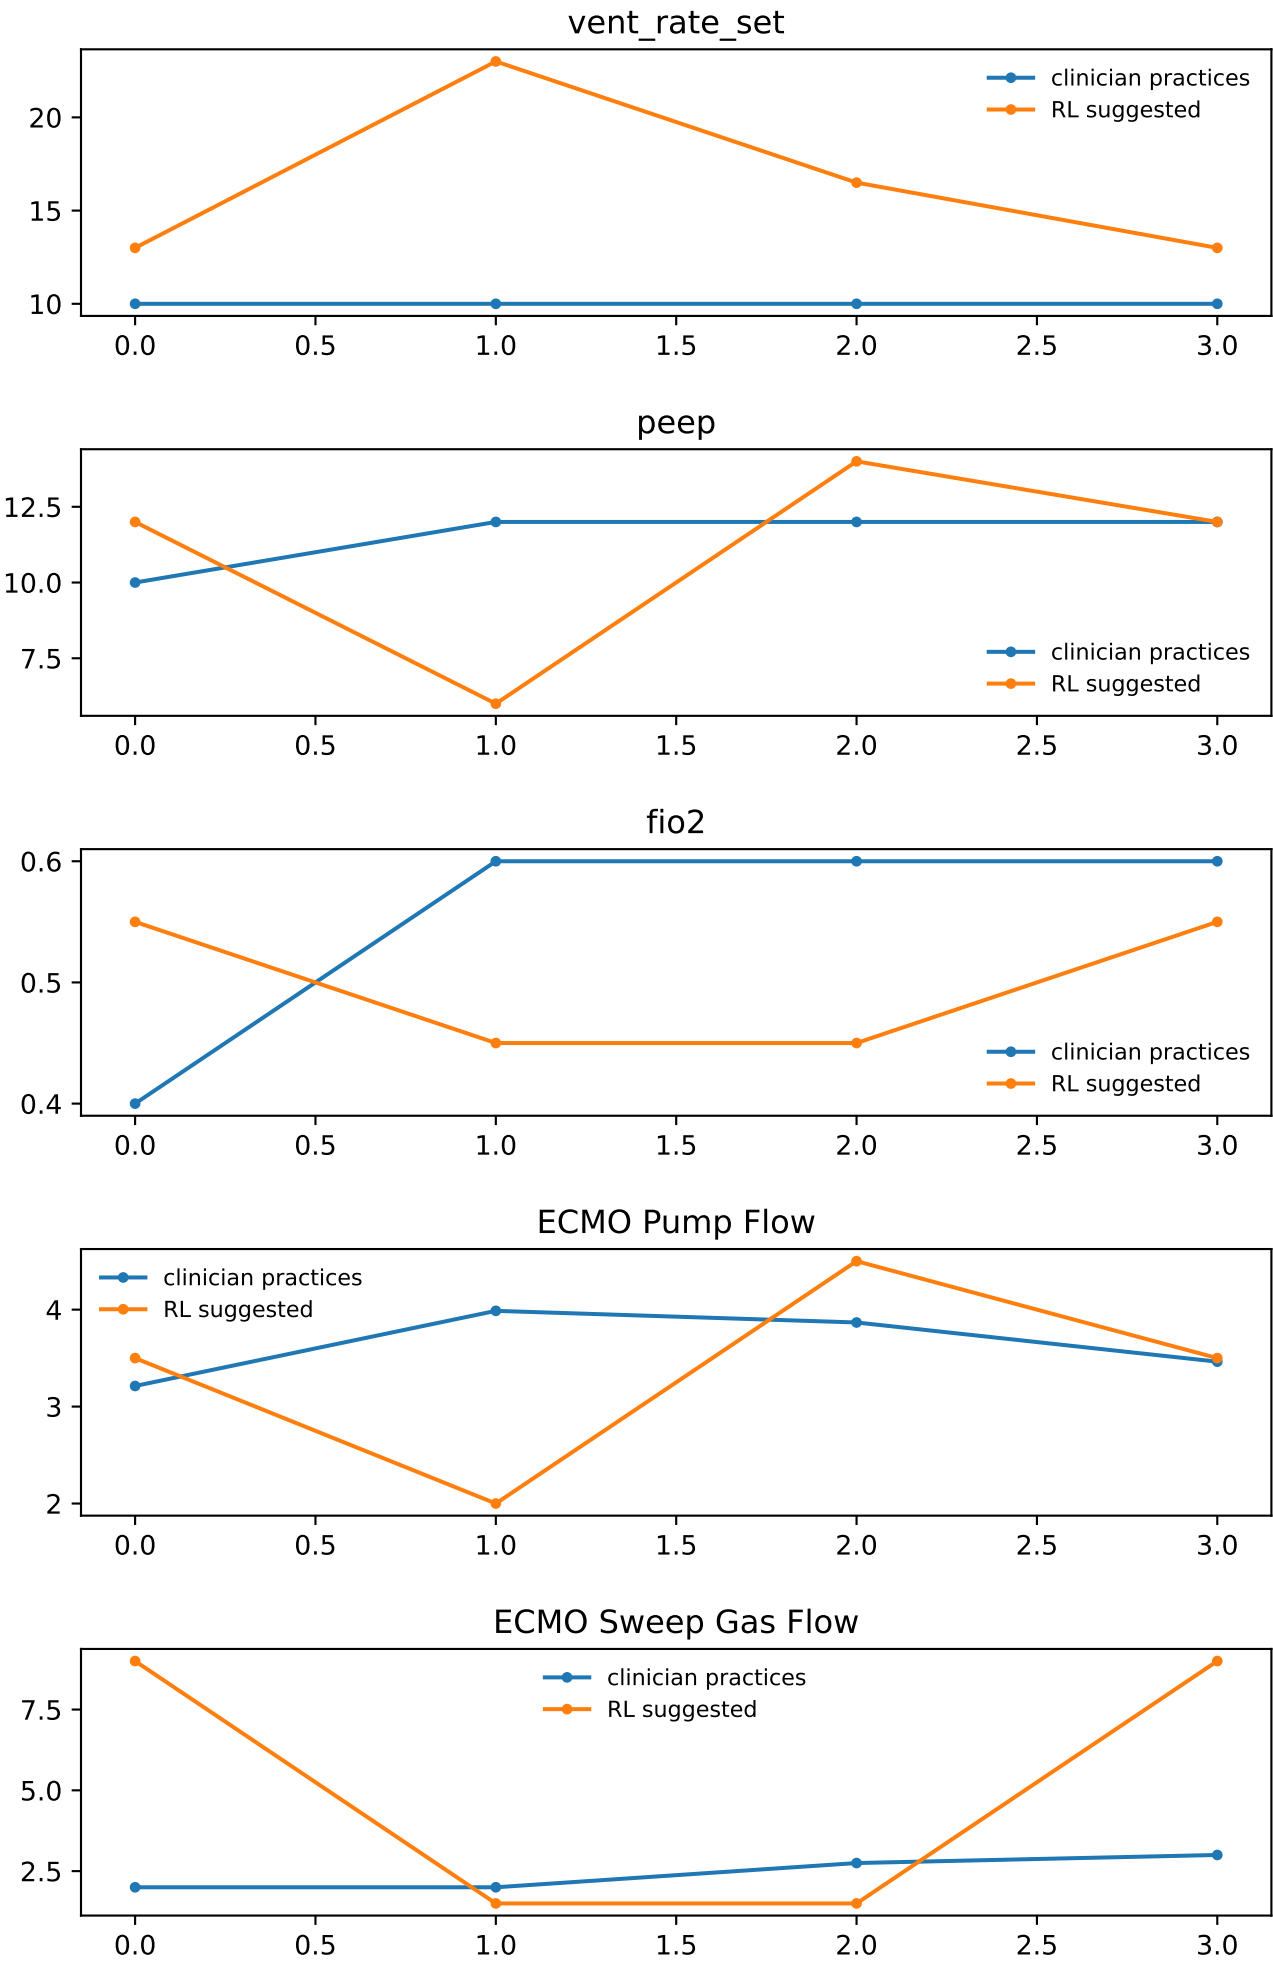 vent_rate_set
clinician practices
RL suggested
20
15
10
0.0 0.5 1.0 1.5 2.0 2.5 3.0
peep
12.5
10.0
7.5
clinician practices
RL suggested
0.0 0.5 1.0 1.5 2.0 2.5 3.0
fio2
0.6
0.5
0.4
clinician practices
RL suggested
0.0 0.5 1.0 1.5 2.0 2.5 3.0
ECMO Pump Flow
clinician practices
RL suggested
4
3
2
0.0 0.5 1.0 1.5 2.0 2.5 3.0
ECMO Sweep Gas Flow
clinician practices
RL suggested
7.5
5.0
2.5
0.0 0.5 1.0 1.5 2.0 2.5 3.0